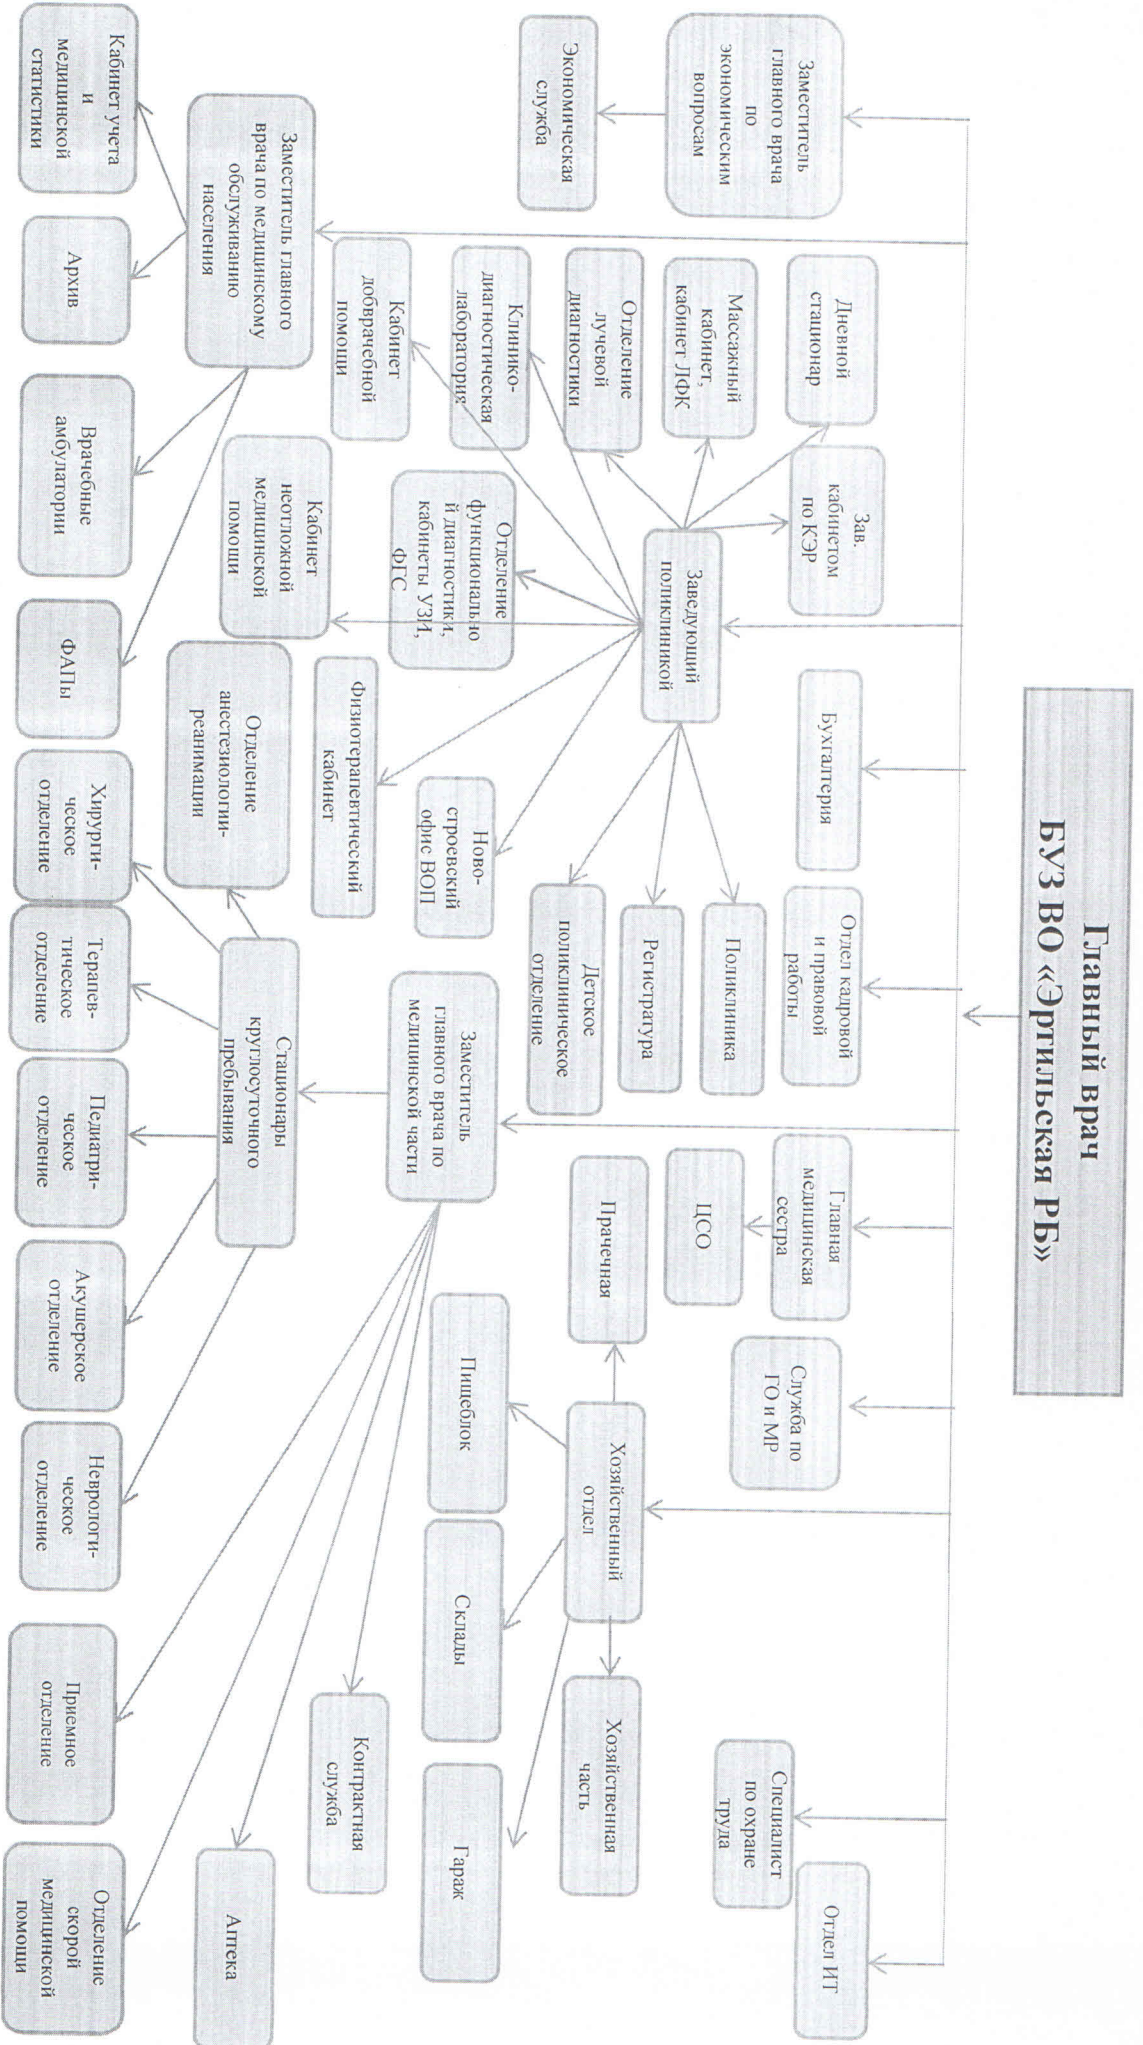 Главный врач
БУЗ ВО «Эртильская РБ»
Заместитель
главного врача
по
экономическим
вопросам
Экономическая
служба
Заместитель главного
врача по медицинскому
обслуживанию
населения
Кабинет учета
и
медицинской
статистики
Архив
Врачебные
амбулатории
ФАПы
Дневной
стационар
Зав.
кабинетом
по КЭР
Массажный
кабинет,
кабинет ЛФК
Отделение
лучевой
диагностики
Клинико-
диагностическая
лаборатория
Кабинет
добврачебной
помощи
Заведующий
поликлиникой
Отделение
функционально
й диагностики,
кабинеты УЗИ,
ФГС
Кабинет
неотложной
медицинской
помощи
Физиотерапевтический
кабинет
Ново-
строевский
офис ВОП
Детское
поликлиническое
отделение
Регистратура
Поликлиника
Бухгалтерия
Отдел кадровой
и правовой
работы
Заместитель
главного врача по
медицинской части
Стационары
круглосуточного
пребывания
Отделение
анестезиологии-
реанимации
Хирурги-
ческое
отделение
Терапев-
тическое
отделение
Педиатри-
ческое
отделение
Акушерское
отделение
Неврологи-
ческое
отделение
Приемное
отделение
Отделение
скорой
медицинской
помощи
Аптека
Контрактная
служба
Главная
медицинская
сестра
ЦСО
Служба по
ГО и МР
Хозяйственный
отдел
Прачечная
Пищеблок
Склады
Гараж
Хозяйственная
часть
Специалист
по охране
труда
Отдел ИТ